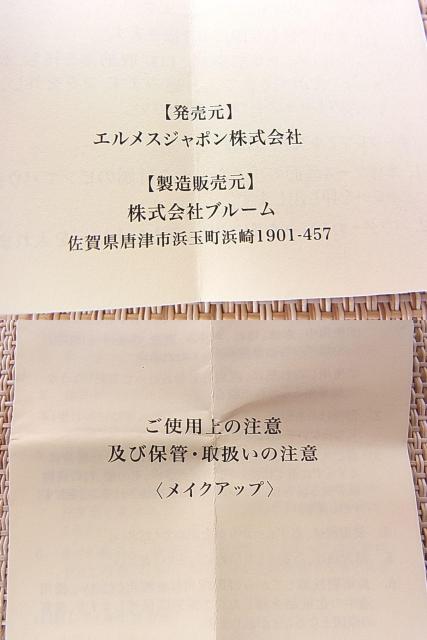 【発売元】
エルメスジャポン株式会社
【製造販売元】
株式会社ブルーム
佐賀県唐津市浜玉町浜崎1901-457
ご使用上の注意
及び保管・取扱いの注意
〈メイクアップ〉